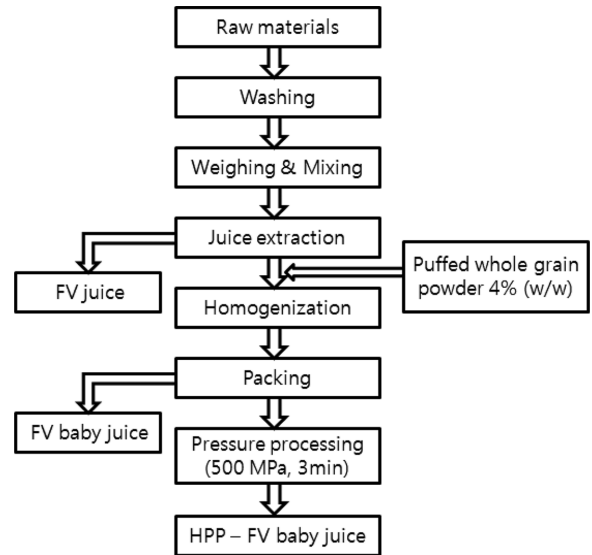 Raw materials
Washing
Weighing & Mixing
Juice extraction
FV juice
Puffed whole grain
powder 4% (w/w)
Homogenization
Packing
FV baby juice
Pressure processing
(500 MPa, 3min)
HPP – FV baby juice